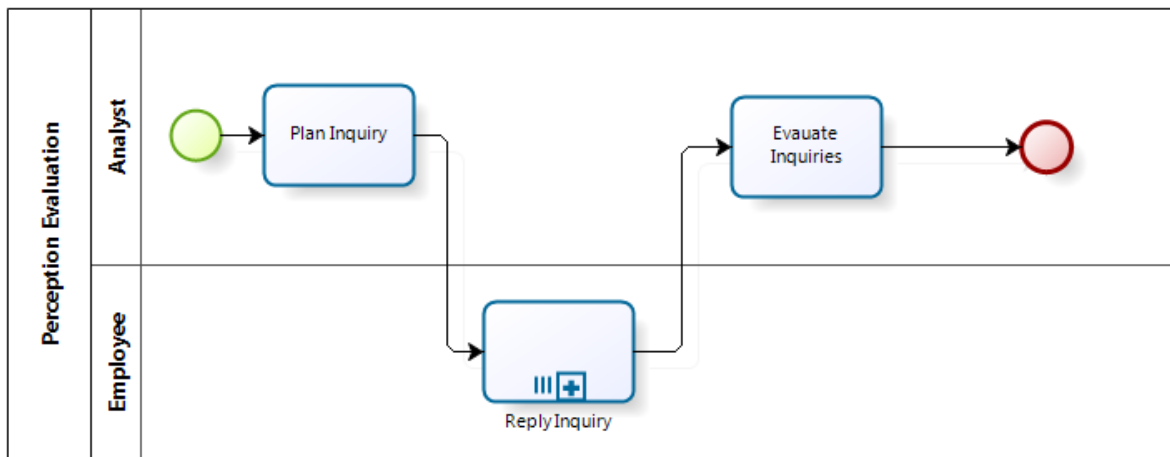 Perception Evaluation
Analyst
Employee
Plan Inquiry
Evauate
Inquiries
Reply Inquiry